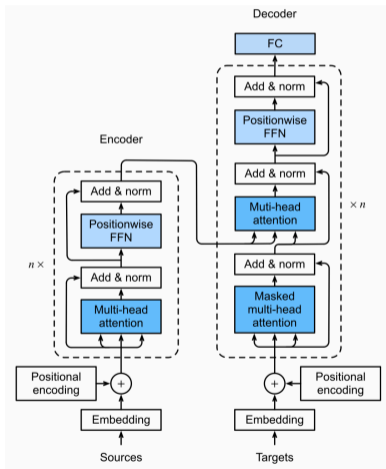 Decoder
FC
Add & norm
Positionwise
FFN
Add & norm
Muti-head
attention
× n
Add & norm
Masked
multi-head
attention
Positional
encoding
+
Embedding
Targets
Encoder
Add & norm
Positionwise
FFN
n ×
Add & norm
Multi-head
attention
Positional
encoding
+
Embedding
Sources